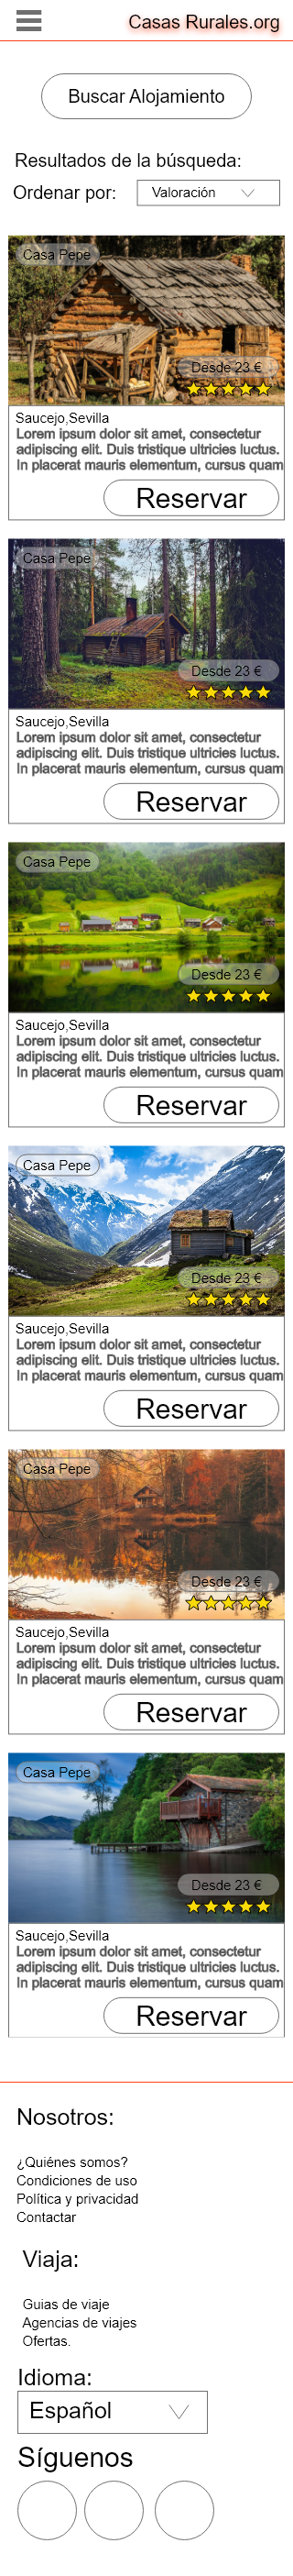 Casas Rurales.org
Buscar Alojamiento
Resultados de la búsqueda:
Ordenar por: Valoración
Casa Pepe
Desde 23 €
Saucejo,Sevilla
Lorem ipsum dolor sit amet, consectetur
adipiscing elit. Duis tristique ultricies luctus.
In placerat mauris elementum, cursus quam
Reservar
Casa Pepe
Desde 23 €
Saucejo,Sevilla
Lorem ipsum dolor sit amet, consectetur
adipiscing elit. Duis tristique ultricies luctus.
In placerat mauris elementum, cursus quam
Reservar
Casa Pepe
Desde 23 €
Saucejo,Sevilla
Lorem ipsum dolor sit amet, consectetur
adipiscing elit. Duis tristique ultricies luctus.
In placerat mauris elementum, cursus quam
Reservar
Casa Pepe
Desde 23 €
Saucejo,Sevilla
Lorem ipsum dolor sit amet, consectetur
adipiscing elit. Duis tristique ultricies luctus.
In placerat mauris elementum, cursus quam
Reservar
Casa Pepe
Desde 23 €
Saucejo,Sevilla
Lorem ipsum dolor sit amet, consectetur
adipiscing elit. Duis tristique ultricies luctus.
In placerat mauris elementum, cursus quam
Reservar
Casa Pepe
Desde 23 €
Saucejo,Sevilla
Lorem ipsum dolor sit amet, consectetur
adipiscing elit. Duis tristique ultricies luctus.
In placerat mauris elementum, cursus quam
Reservar
Nosotros:
¿Quiénes somos?
Condiciones de uso
Política y privacidad
Contactar
Viaja:
Guias de viaje
Agencias de viajes
Ofertas.
Idioma:
Español
Síguenos